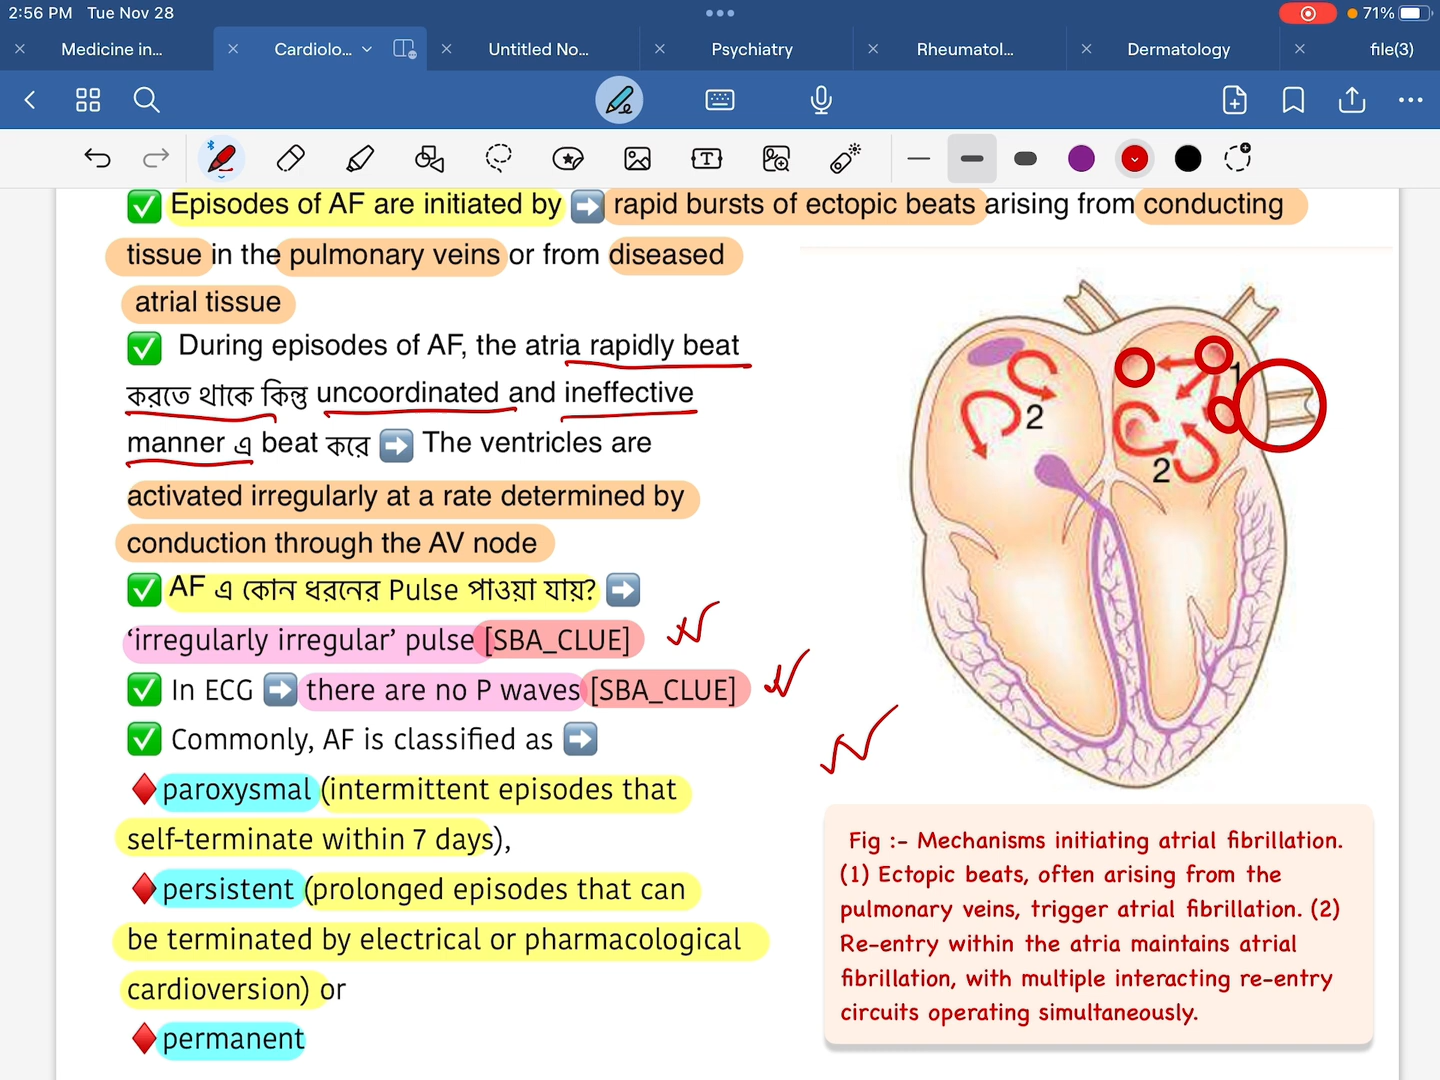 2:56 PM Tue Nov 28
71%
Medicine in...
Cardiolo...
Untitled No...
Psychiatry
Rheumatol...
Dermatology
file(3)
Episodes of AF are initiated by ➡️ rapid bursts of ectopic beats arising from conducting
tissue in the pulmonary veins or from diseased
atrial tissue
During episodes of AF, the atria rapidly beat
করতে থাকে কিন্তু uncoordinated and ineffective
manner এ beat করে ➡️ The ventricles are
activated irregularly at a rate determined by
conduction through the AV node
AF এ কোন ধরনের Pulse পাওয়া যায়? ➡️
‘irregularly irregular’ pulse [SBA_CLUE]
In ECG ➡️ there are no P waves [SBA_CLUE]
Commonly, AF is classified as ➡️
paroxysmal (intermittent episodes that
self-terminate within 7 days),
persistent (prolonged episodes that can
be terminated by electrical or pharmacological
cardioversion) or
permanent
1
2
2
Fig :- Mechanisms initiating atrial fibrillation.
(1) Ectopic beats, often arising from the
pulmonary veins, trigger atrial fibrillation. (2)
Re-entry within the atria maintains atrial
fibrillation, with multiple interacting re-entry
circuits operating simultaneously.